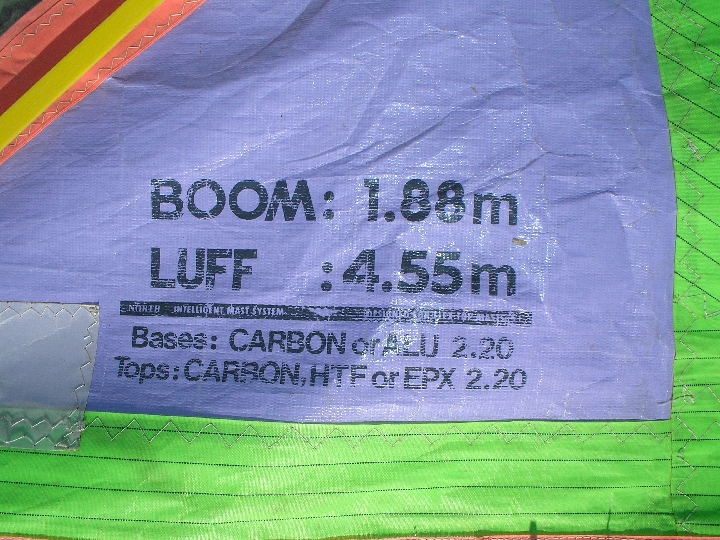 BOOM: 1.88m
LUFF : 4.55m
NORTH INTELLIGENT MAST SYSTEM
Bases: CARBON or ALU 2.20
Tops: CARBON, HTF or EPX 2.20